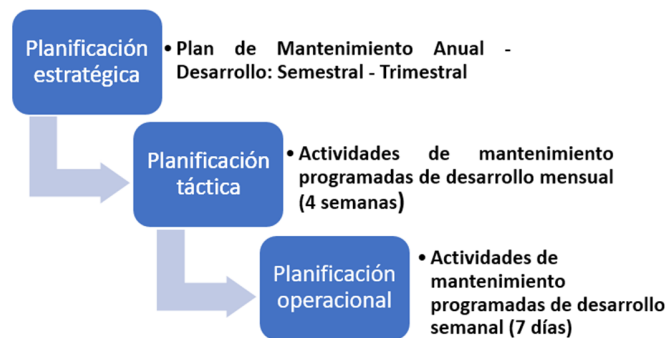 Planificación
estratégica
• Plan de Mantenimiento Anual -
Desarrollo: Semestral - Trimestral
Planificación
táctica
• Actividades de mantenimiento
programadas de desarrollo mensual
(4 semanas)
Planificación
operacional
• Actividades de
mantenimiento
programadas de desarrollo
semanal (7 días)